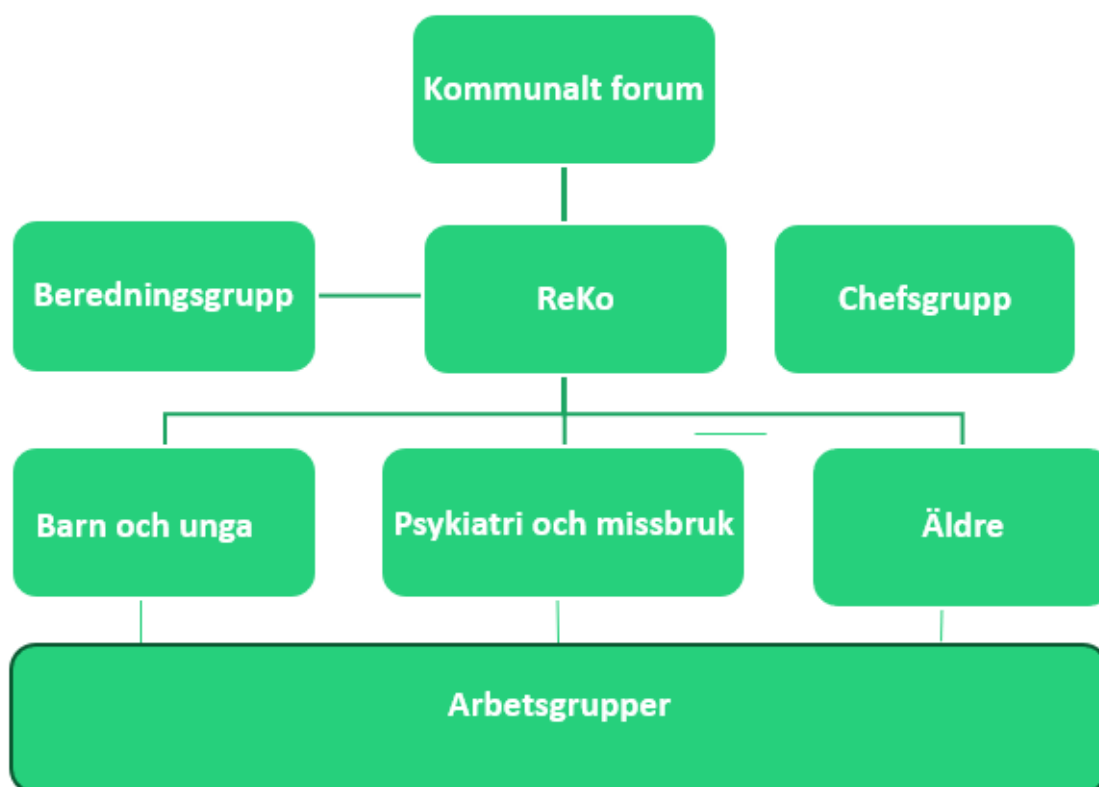 Kommunalt forum
Beredningsgrupp
ReKo
Chefsgrupp
Barn och unga
Psykiatri och missbruk
Äldre
Arbetsgrupper